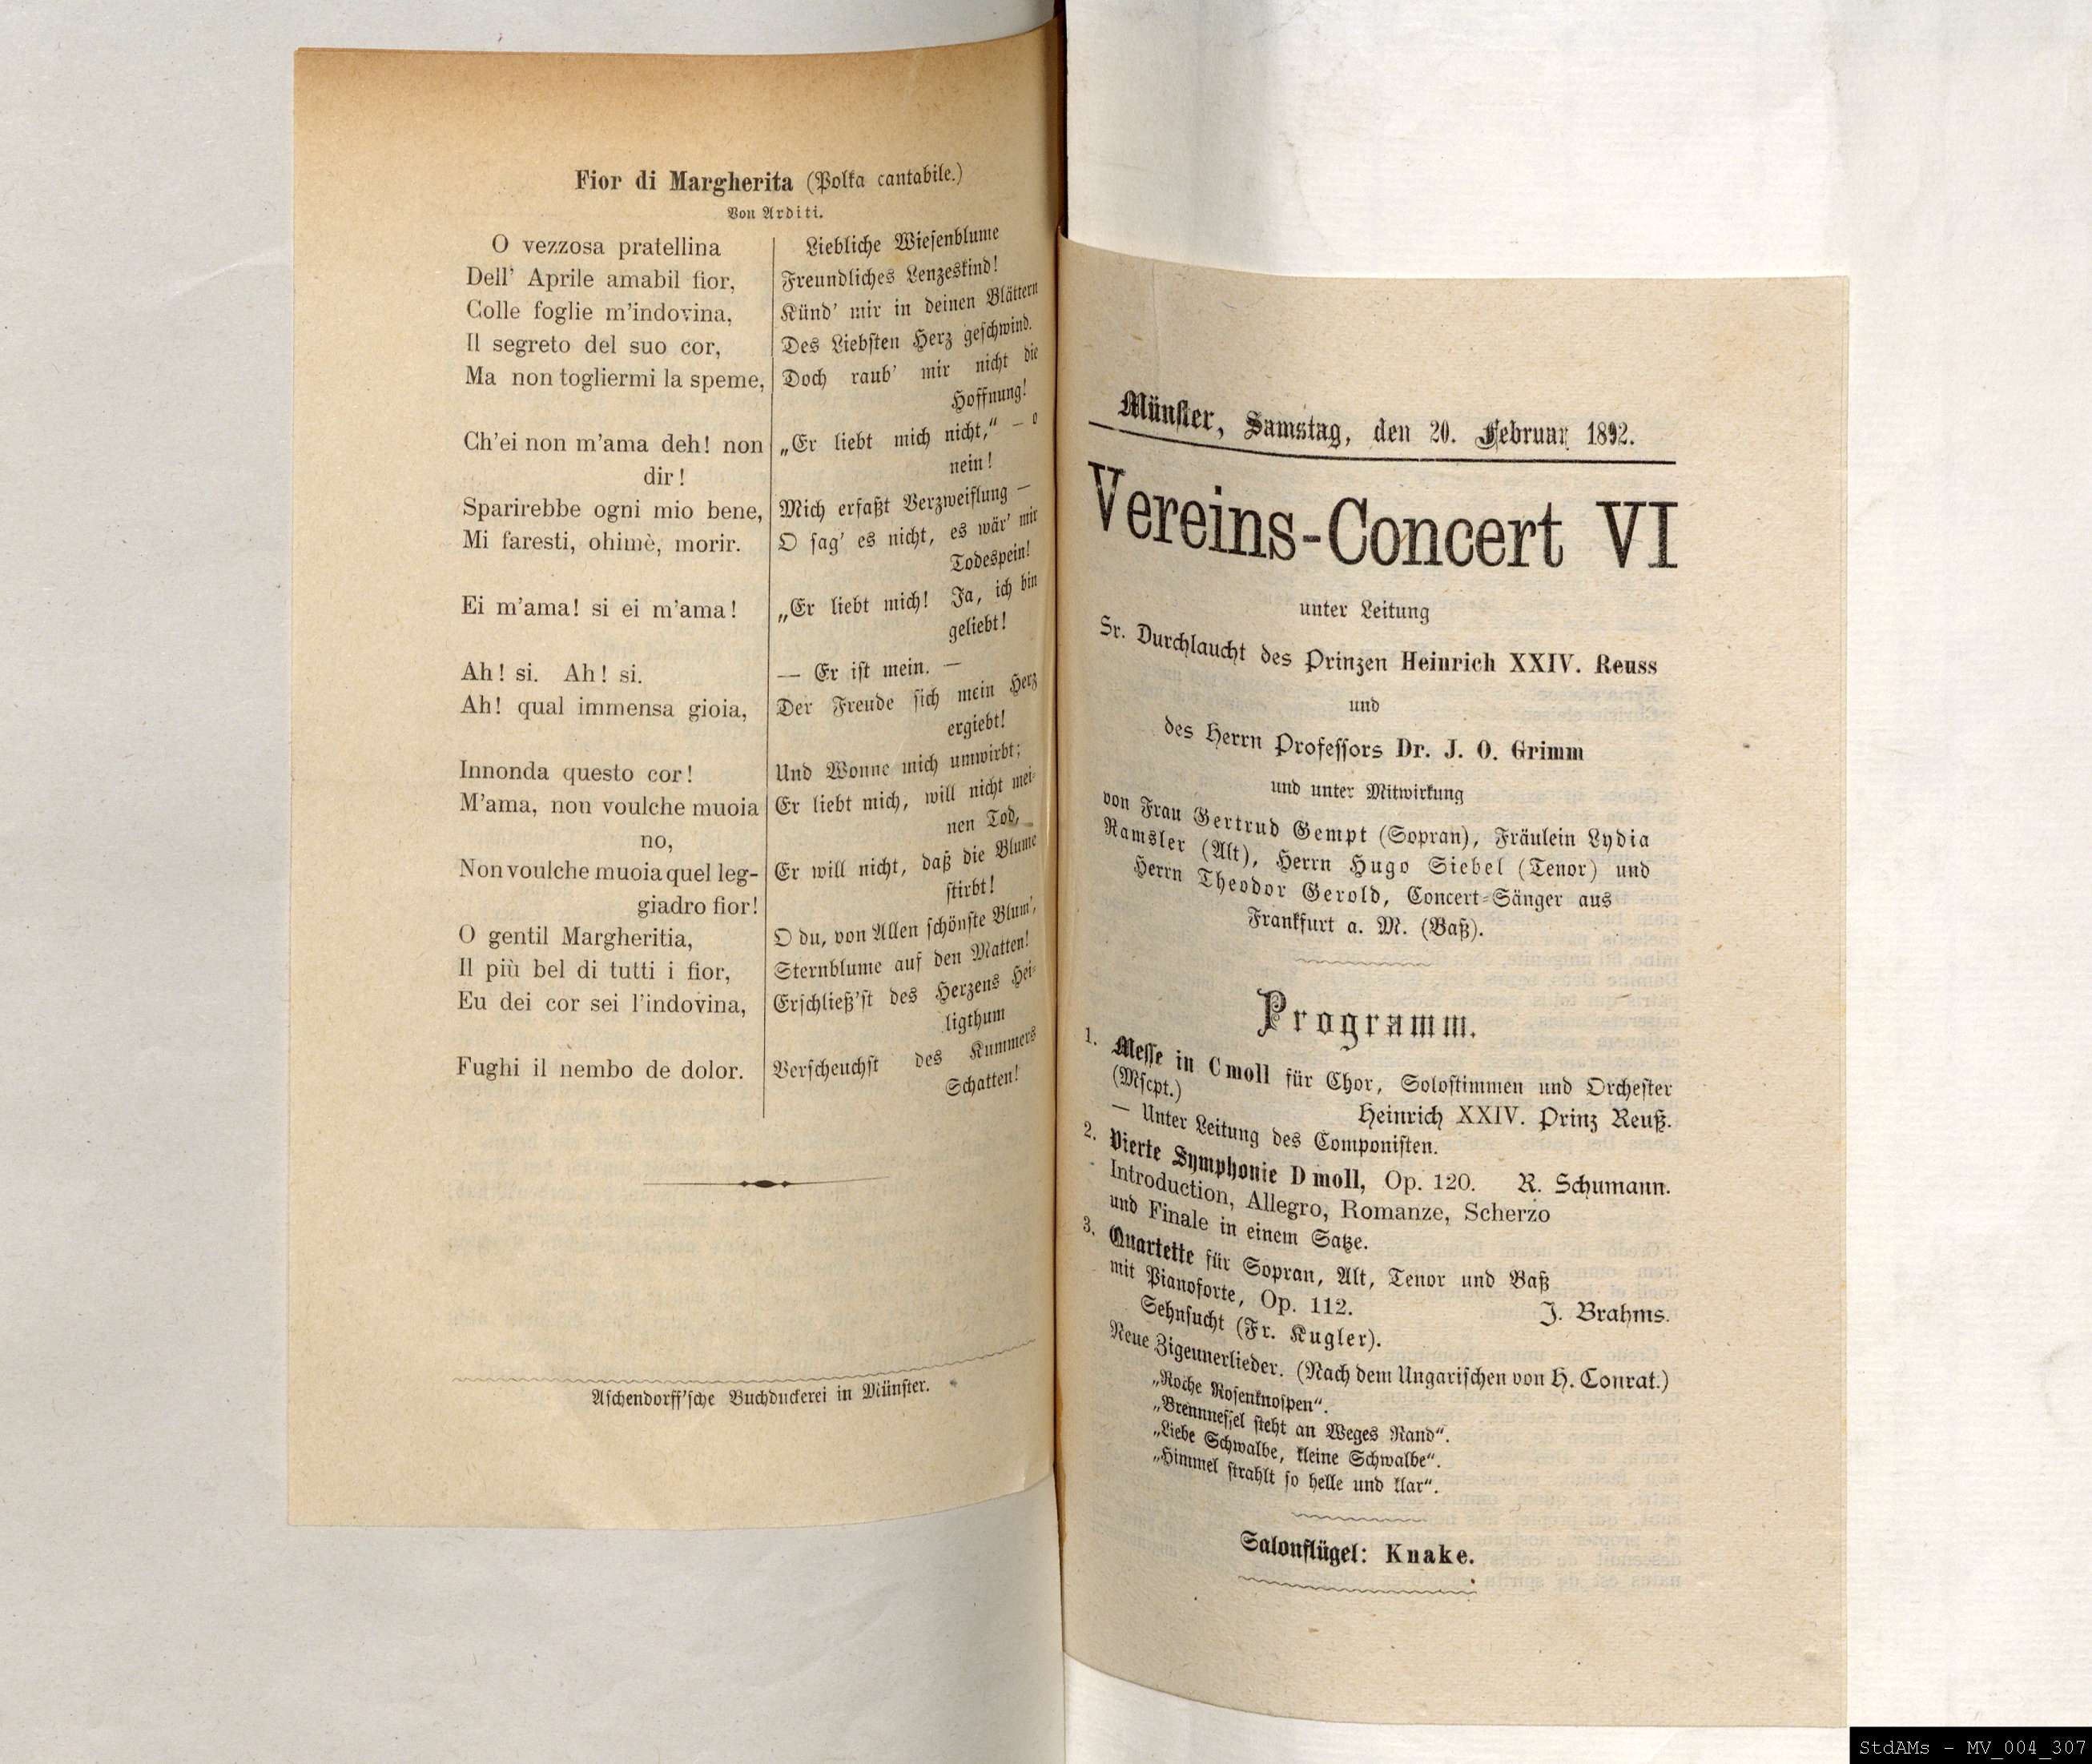 Fior di Margherita (Polka cantabile.)
Von Arditi.
O vezzosa pratellina
Dell' Aprile amabil fior,
Colle foglie m'indovina,
Il segreto del suo cor,
Ma non togliermi la speme,
Ch'ei non m'ama deh! non
dir!
Sparirebbe ogni mio bene,
Mi faresti, ohimè, morir.
Ei m'ama! si ei m'ama!
Ah! si. Ah! si.
Ah! qual immensa gioia,
Innonda questo cor!
M'ama, non voulche muoia
no,
Non voulche muoia quel leg-
giadro fior!
O gentil Margheritia,
Il più bel di tutti i fior,
Eu dei cor sei l'indovina,
Fughi il nembo de dolor.
Liebliche Wiesenblume
Freundliches Lenzeskind!
Künd' mir in deinen Blättern
Des Liebsten Herz geschwind.
Doch raub' mir nicht die
Hoffnung!
„Er liebt mich nicht,“ — o
nein!
Mich erfaßt Verzweiflung —
O sag' es nicht, es wär' mir
Todespein!
„Er liebt mich! Ja, ich bin
geliebt!
— Er ist mein. —
Der Freude sich mein Herz
ergiebt!
Und Wonne mich umwirbt;
Er liebt mich, will nicht mei-
nen Tod,
Er will nicht, daß die Blume
stirbt!
O du, von Allen schönste Blum',
Sternblume auf den Matten!
Erschließ'st des Herzens Hei-
ligthum
Verscheuchst des Kummers
Schatten!
Aschendorff'sche Buchduckerei in Münster.
Münster, Samstag, den 20. Februar 1892.
Vereins-Concert VI
unter Leitung
Sr. Durchlaucht des Prinzen Heinrich XXIV. Reuss
und
des Herrn Professors Dr. J. O. Grimm
und unter Mitwirkung
von Frau Gertrud Gempt (Sopran), Fräulein Lydia
Ramsler (Alt), Herrn Hugo Siebel (Tenor) und
Herrn Theodor Gerold, Concert-Sänger aus
Frankfurt a. M. (Baß).
Programm.
1. Messe in C moll für Chor, Solostimmen und Orchester
(Mscpt.) Heinrich XXIV. Prinz Reuß.
— Unter Leitung des Componisten.
2. Vierte Symphonie D moll, Op. 120. R. Schumann.
Introduction, Allegro, Romanze, Scherzo
und Finale in einem Satze.
3. Quartette für Sopran, Alt, Tenor und Baß
mit Pianoforte, Op. 112. J. Brahms.
Sehnsucht (Fr. Kugler).
Neue Zigeunerlieder. (Nach dem Ungarischen von H. Conrat.)
„Roche Rosenknospen“.
„Brennnessel steht an Weges Rand“.
„Liebe Schwalbe, kleine Schwalbe“.
„Himmel strahlt so helle und klar“.
Salonflügel: Knake.
StdAMs - MV_004_307